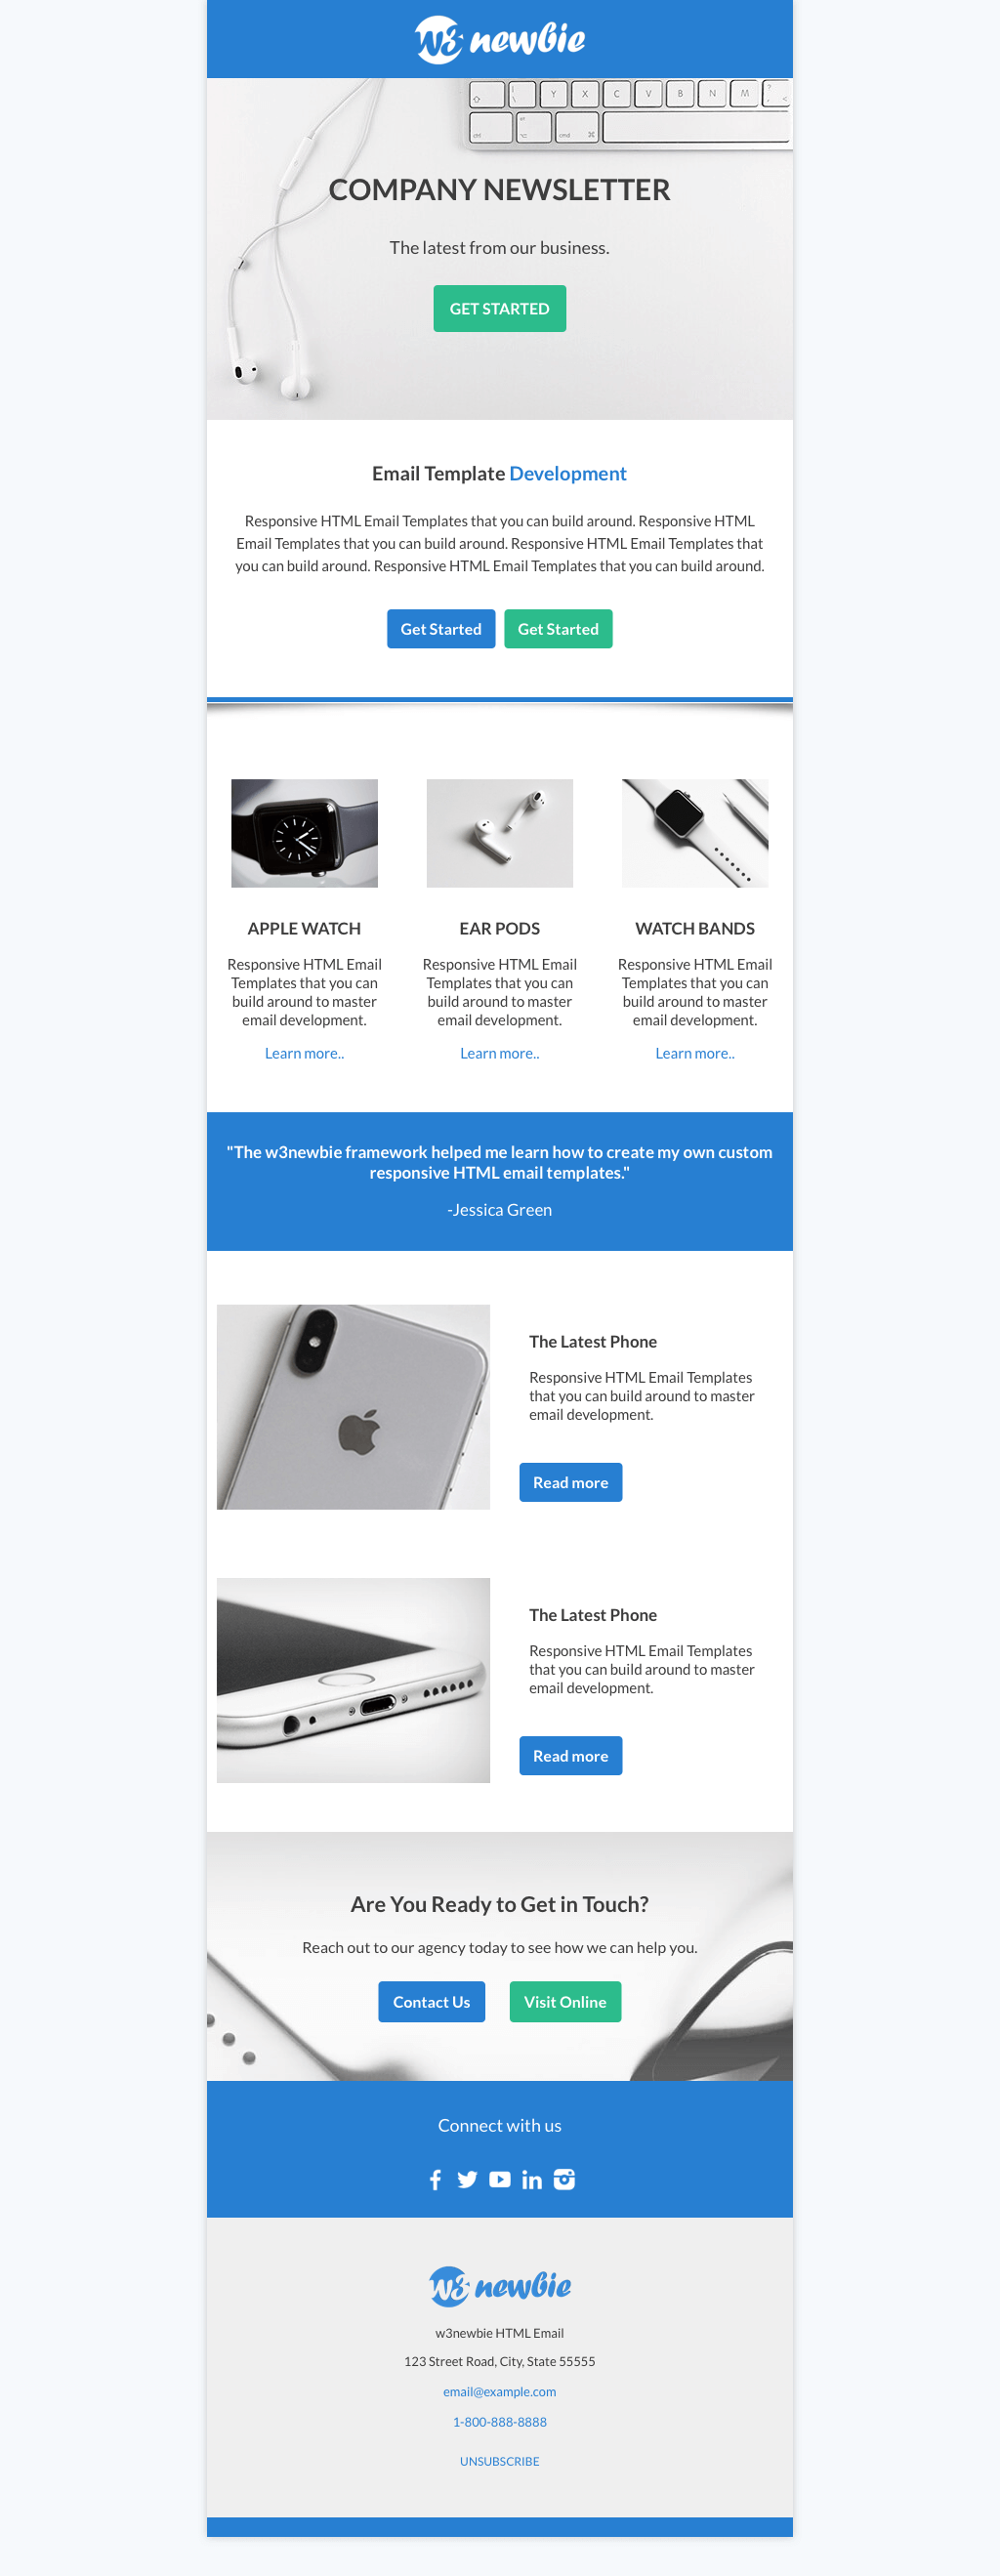 w3 newbie
Y X C V B N M
ctrl cmd ⌘
COMPANY NEWSLETTER
The latest from our business.
GET STARTED
Email Template Development
Responsive HTML Email Templates that you can build around. Responsive HTML
Email Templates that you can build around. Responsive HTML Email Templates that
you can build around. Responsive HTML Email Templates that you can build around.
Get Started Get Started
APPLE WATCH
Responsive HTML Email
Templates that you can
build around to master
email development.
Learn more..
EAR PODS
Responsive HTML Email
Templates that you can
build around to master
email development.
Learn more..
WATCH BANDS
Responsive HTML Email
Templates that you can
build around to master
email development.
Learn more..
"The w3newbie framework helped me learn how to create my own custom
responsive HTML email templates."
-Jessica Green
The Latest Phone
Responsive HTML Email Templates
that you can build around to master
email development.
Read more
The Latest Phone
Responsive HTML Email Templates
that you can build around to master
email development.
Read more
Are You Ready to Get in Touch?
Reach out to our agency today to see how we can help you.
Contact Us Visit Online
Connect with us
w3 newbie
w3newbie HTML Email
123 Street Road, City, State 55555
email@example.com
1-800-888-8888
UNSUBSCRIBE